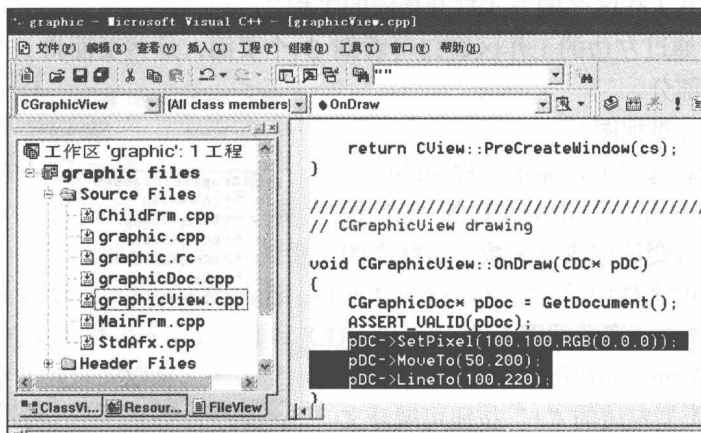 graphic - Microsoft Visual C++ - [graphicView.cpp]
文件(F) 编辑(E) 查看(V) 插入(I) 工程(P) 组建(B) 工具(T) 窗口(W) 帮助(H)
""
CGraphicView [All class members] OnDraw
工作区 'graphic': 1 工程
graphic files
Source Files
ChildFrm.cpp
graphic.cpp
graphic.rc
graphicDoc.cpp
graphicView.cpp
MainFrm.cpp
StdAfx.cpp
Header Files
ClassVi... Resour... FileView
return CView::PreCreateWindow(cs);
}
/////////////////////////////////////
// CGraphicView drawing
void CGraphicView::OnDraw(CDC* pDC)
{
CGraphicDoc* pDoc = GetDocument();
ASSERT_VALID(pDoc);
pDC->SetPixel(100,100,RGB(0,0,0));
pDC->MoveTo(50,200);
pDC->LineTo(100,220);
}